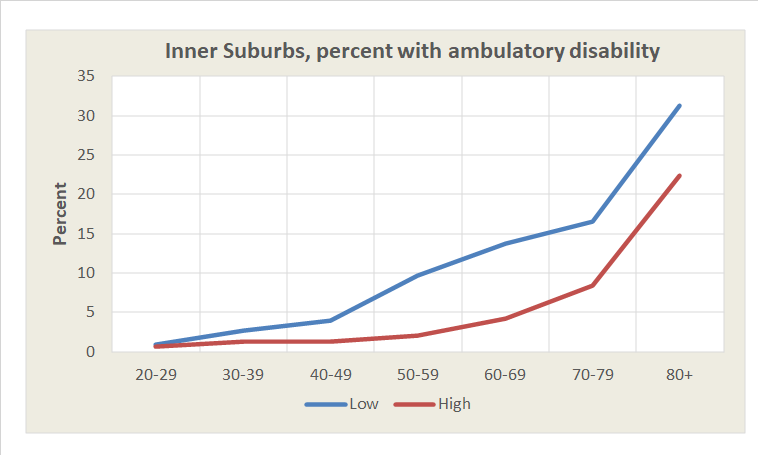 Inner Suburbs, percent with ambulatory disability
35
30
25
20
15
10
5
0
Percent
20-29 30-39 40-49 50-59 60-69 70-79 80+
Low High